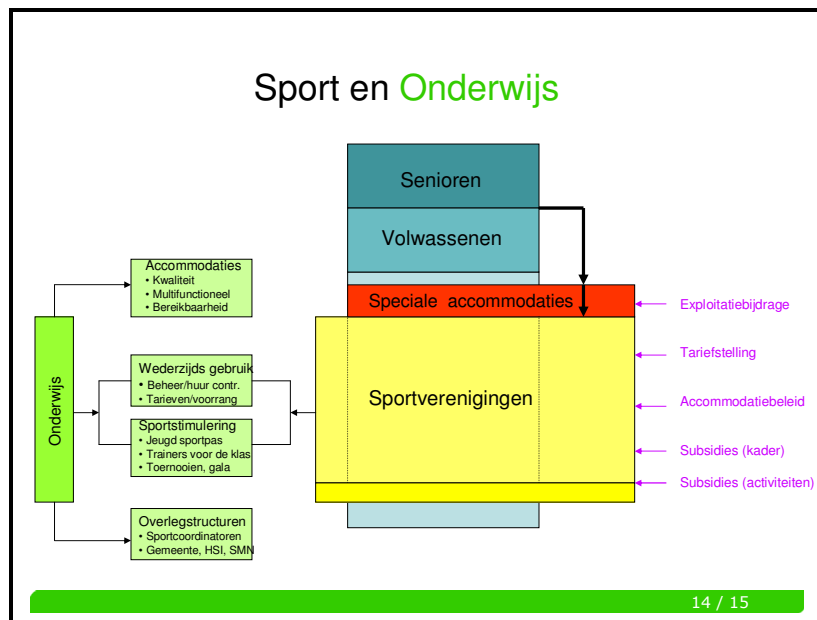 Sport en Onderwijs
Senioren
Volwassenen
Speciale accommodaties
Sportverenigingen
Onderwijs
Accommodaties
• Kwaliteit
• Multifunctioneel
• Bereikbaarheid
Wederzijds gebruik
• Beheer/huur contr.
• Tarieven/voorrang
Sportstimulering
• Jeugd sportpas
• Trainers voor de klas
• Toernooien, gala
Overlegstructuren
• Sportcoordinatoren
• Gemeente, HSI, SMN
Exploitatiebijdrage
Tariefstelling
Accommodatiebeleid
Subsidies (kader)
Subsidies (activiteiten)
14 / 15